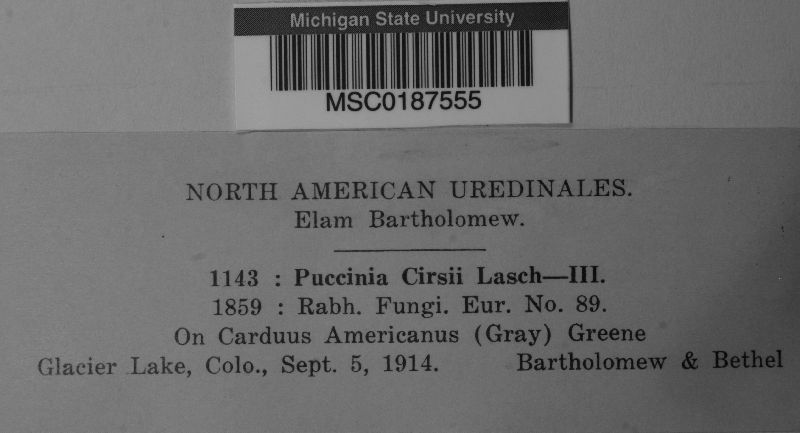 Michigan State University
MSC0187555
NORTH AMERICAN UREDINALES.
Elam Bartholomew.
1143 : Puccinia Cirsii Lasch—III.
1859 : Rabh. Fungi. Eur. No. 89.
On Carduus Americanus (Gray) Greene
Glacier Lake, Colo., Sept. 5, 1914. Bartholomew & Bethel